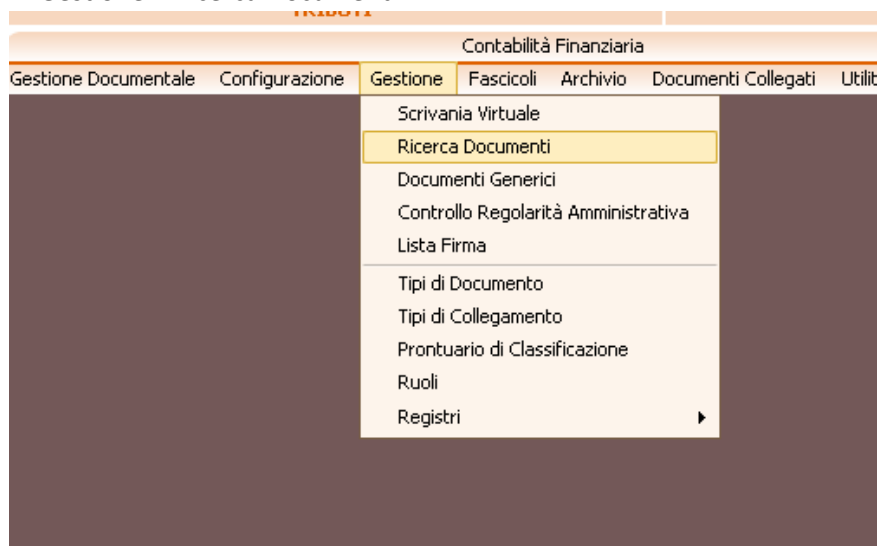 TRIBUTI
Contabilità Finanziaria
Gestione Documentale Configurazione Gestione Fascicoli Archivio Documenti Collegati
Scrivania Virtuale
Ricerca Documenti
Documenti Generici
Controllo Regolarità Amministrativa
Lista Firma
Tipi di Documento
Tipi di Collegamento
Prontuario di Classificazione
Ruoli
Registri